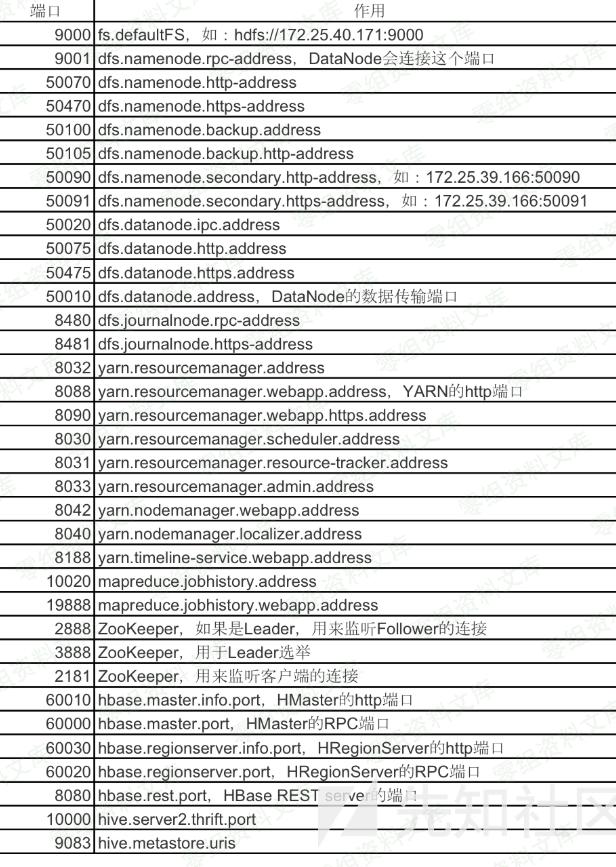 端口 作用
9000 fs.defaultFS，如：hdfs://172.25.40.171:9000
9001 dfs.namenode.rpc-address，DataNode会连接这个端口
50070 dfs.namenode.http-address
50470 dfs.namenode.https-address
50100 dfs.namenode.backup.address
50105 dfs.namenode.backup.http-address
50090 dfs.namenode.secondary.http-address，如：172.25.39.166:50090
50091 dfs.namenode.secondary.https-address，如：172.25.39.166:50091
50020 dfs.datanode.ipc.address
50075 dfs.datanode.http.address
50475 dfs.datanode.https.address
50010 dfs.datanode.address，DataNode的数据传输端口
8480 dfs.journalnode.rpc-address
8481 dfs.journalnode.https-address
8032 yarn.resourcemanager.address
8088 yarn.resourcemanager.webapp.address，YARN的http端口
8090 yarn.resourcemanager.webapp.https.address
8030 yarn.resourcemanager.scheduler.address
8031 yarn.resourcemanager.resource-tracker.address
8033 yarn.resourcemanager.admin.address
8042 yarn.nodemanager.webapp.address
8040 yarn.nodemanager.localizer.address
8188 yarn.timeline-service.webapp.address
10020 mapreduce.jobhistory.address
19888 mapreduce.jobhistory.webapp.address
2888 ZooKeeper，如果是Leader，用来监听Follower的连接
3888 ZooKeeper，用于Leader选举
2181 ZooKeeper，用来监听客户端的连接
60010 hbase.master.info.port，HMaster的http端口
60000 hbase.master.port，HMaster的RPC端口
60030 hbase.regionserver.info.port，HRegionServer的http端口
60020 hbase.regionserver.port，HRegionServer的RPC端口
8080 hbase.rest.port，HBase REST server的端口
10000 hive.server2.thrift.port
9083 hive.metastore.uris
先知社区
零组资料文库